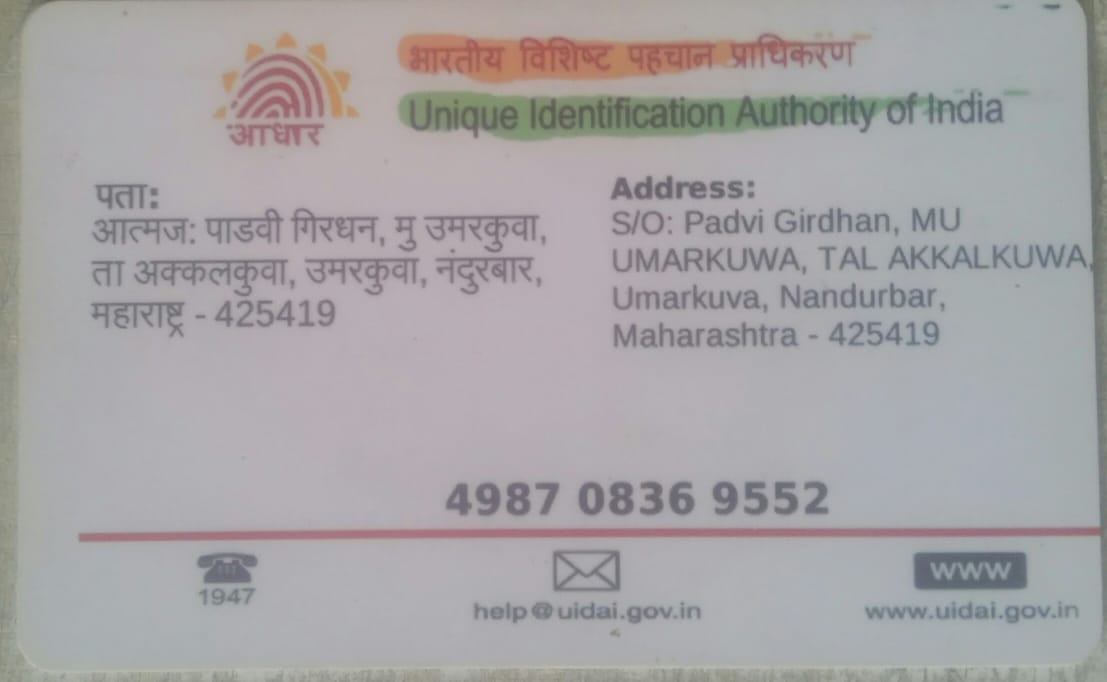 आधार
भारतीय विशिष्ट पहचान प्राधिकरण
Unique Identification Authority of India
पता:
आत्मज: पाडवी गिरधन, मु उमरकुवा,
ता अक्कलकुवा, उमरकुवा, नंदुरबार,
महाराष्ट्र - 425419
Address:
S/O: Padvi Girdhan, MU
UMARKUWA, TAL AKKALKUWA,
Umarkuva, Nandurbar,
Maharashtra - 425419
4987 0836 9552
1947
help@uidai.gov.in
www
www.uidai.gov.in